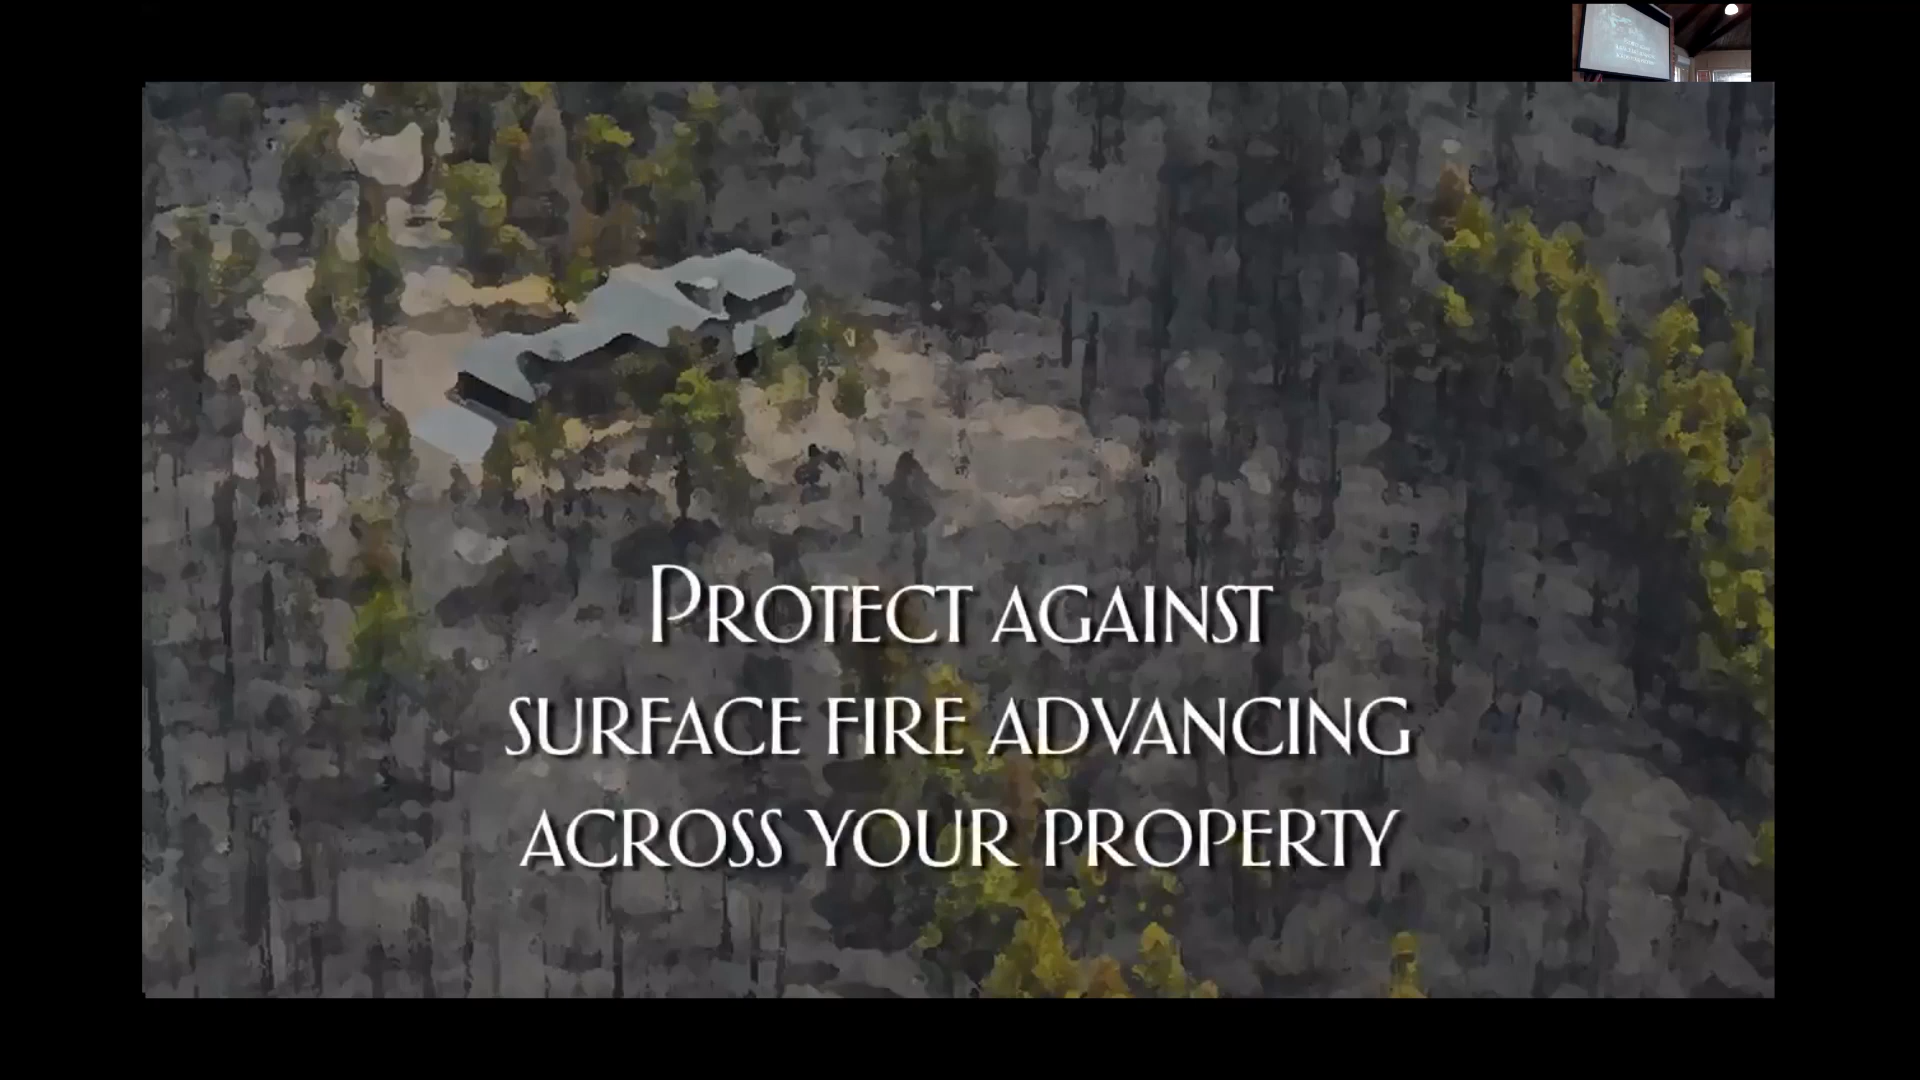 Protect against
surface fire advancing
across your property